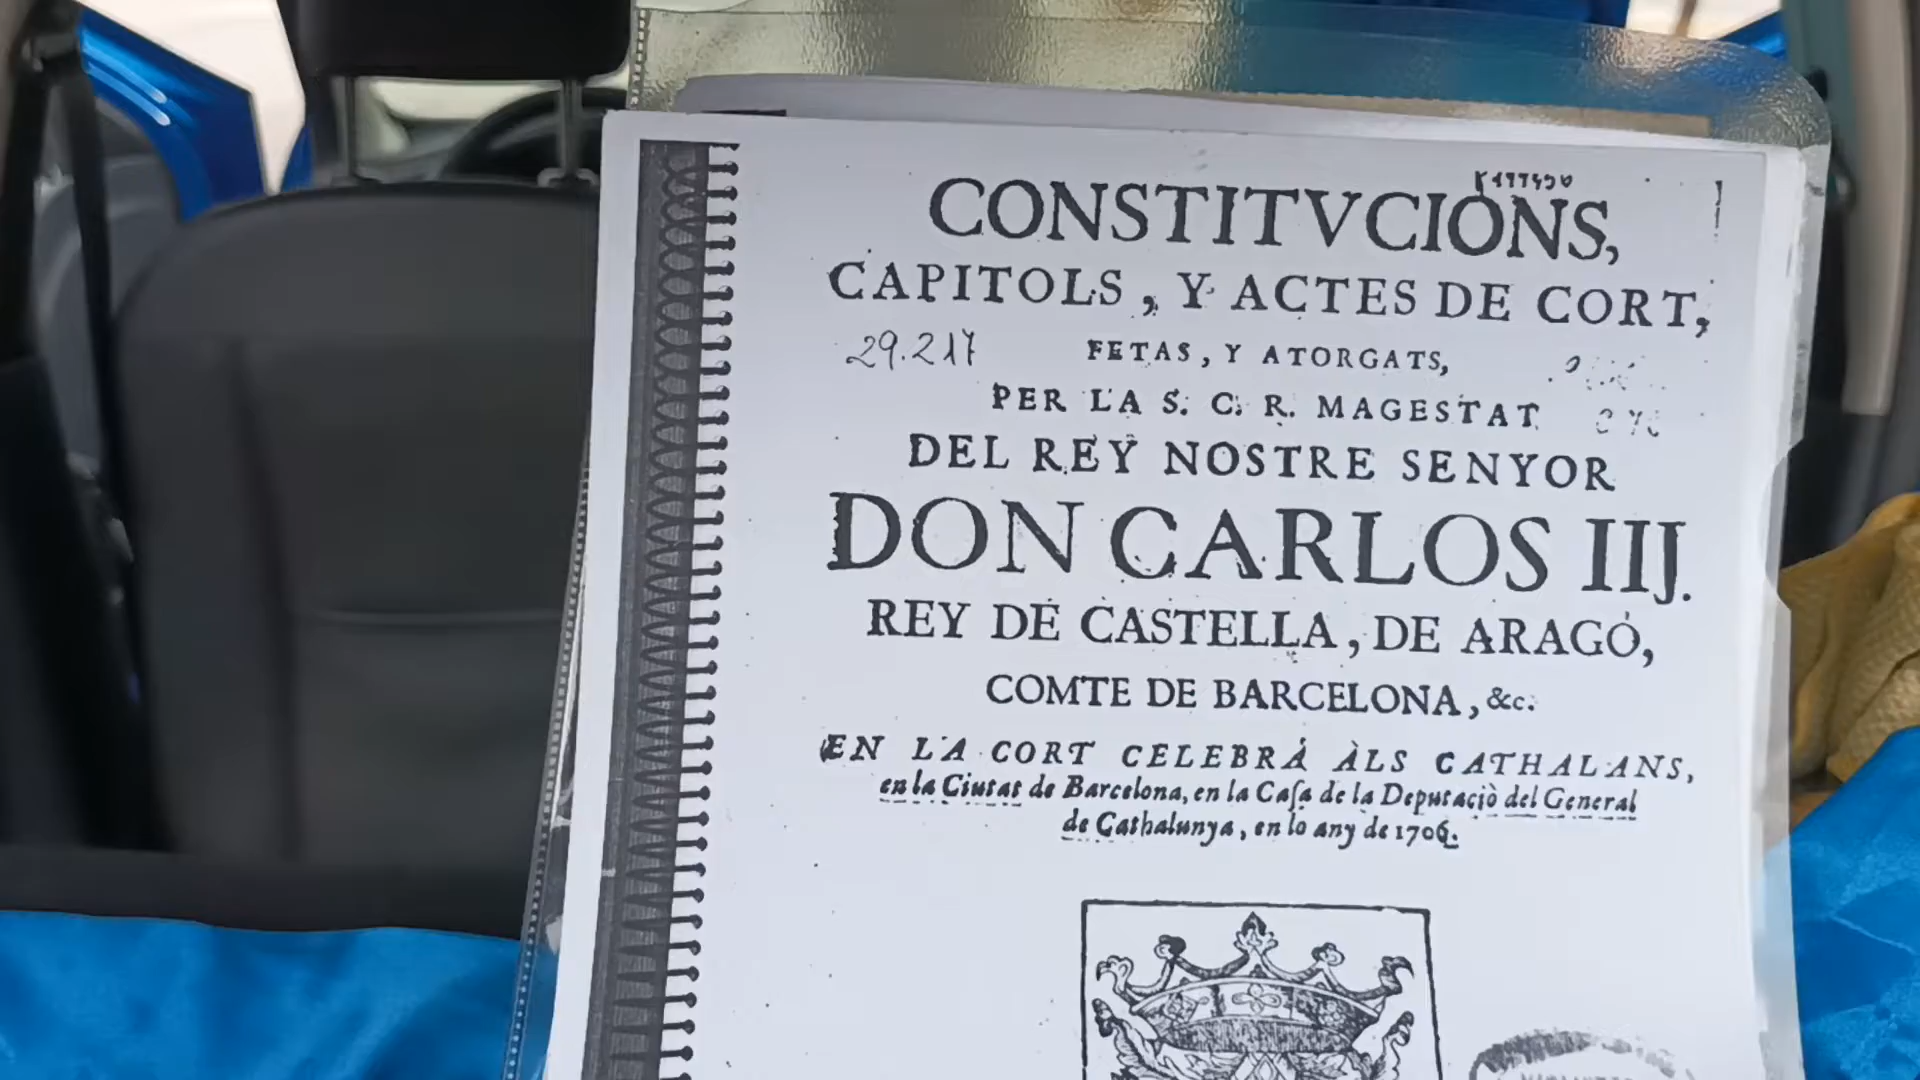 CONSTITVCIONS,
CAPITOLS, Y ACTES DE CORT,
29.217
FETAS, Y ATORGATS,
PER LA S. C. R. MAGESTAT
DEL REY NOSTRE SENYOR
DON CARLOS IIJ.
REY DE CASTELLA, DE ARAGÒ,
COMTE DE BARCELONA, &c.
EN LA CORT CELEBRÁ ÀLS CATHALANS,
en la Ciutat de Barcelona, en la Caſa de la Deputaciò del General
de Cathalunya, en lo any de 1706.